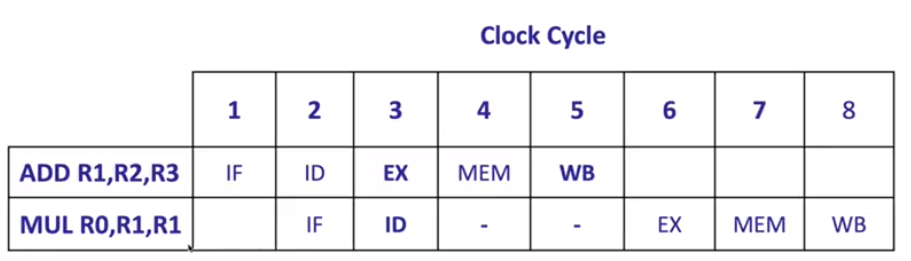 Clock Cycle
1 2 3 4 5 6 7 8
ADD R1,R2,R3 IF ID EX MEM WB
MUL R0,R1,R1 IF ID - - EX MEM WB